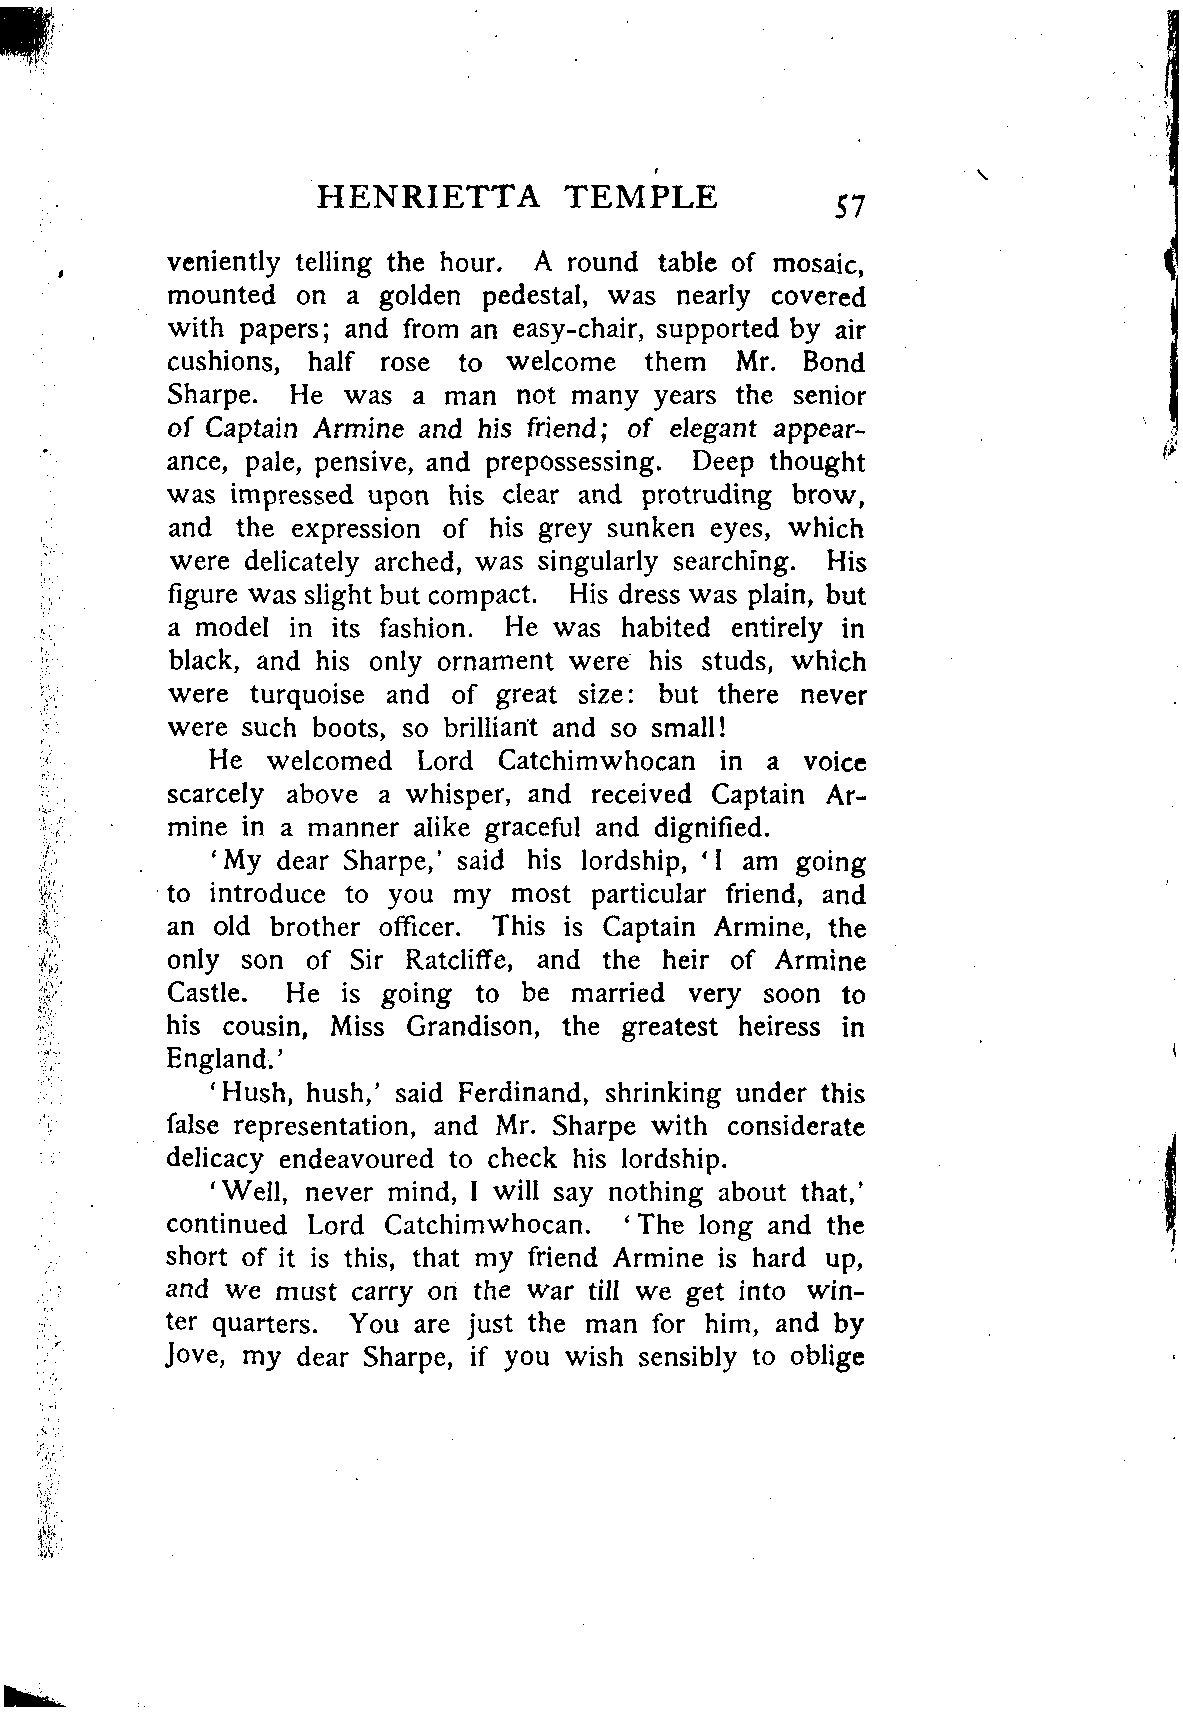 HENRIETTA TEMPLE 57
veniently telling the hour. A round table of mosaic,
mounted on a golden pedestal, was nearly covered
with papers; and from an easy-chair, supported by air
cushions, half rose to welcome them Mr. Bond
Sharpe. He was a man not many years the senior
of Captain Armine and his friend; of elegant appear-
ance, pale, pensive, and prepossessing. Deep thought
was impressed upon his clear and protruding brow,
and the expression of his grey sunken eyes, which
were delicately arched, was singularly searching. His
figure was slight but compact. His dress was plain, but
a model in its fashion. He was habited entirely in
black, and his only ornament were his studs, which
were turquoise and of great size: but there never
were such boots, so brilliant and so small!
He welcomed Lord Catchimwhocan in a voice
scarcely above a whisper, and received Captain Ar-
mine in a manner alike graceful and dignified.
‘My dear Sharpe,’ said his lordship, ‘I am going
to introduce to you my most particular friend, and
an old brother officer. This is Captain Armine, the
only son of Sir Ratcliffe, and the heir of Armine
Castle. He is going to be married very soon to
his cousin, Miss Grandison, the greatest heiress in
England.’
‘Hush, hush,’ said Ferdinand, shrinking under this
false representation, and Mr. Sharpe with considerate
delicacy endeavoured to check his lordship.
‘Well, never mind, I will say nothing about that,’
continued Lord Catchimwhocan. ‘The long and the
short of it is this, that my friend Armine is hard up,
and we must carry on the war till we get into win-
ter quarters. You are just the man for him, and by
Jove, my dear Sharpe, if you wish sensibly to oblige